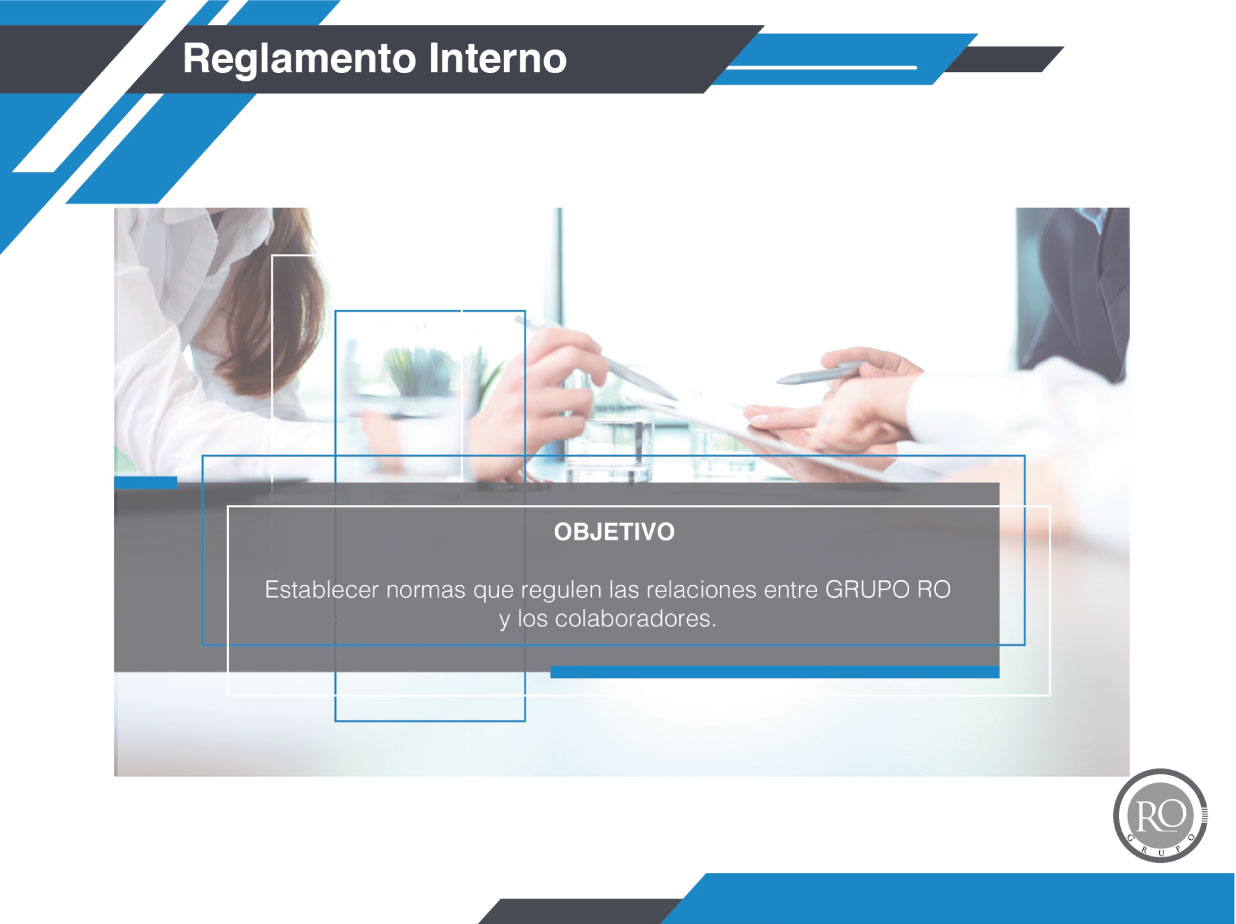 Reglamento Interno
OBJETIVO
Establecer normas que regulen las relaciones entre GRUPO RO
y los colaboradores.
RO
GRUPO